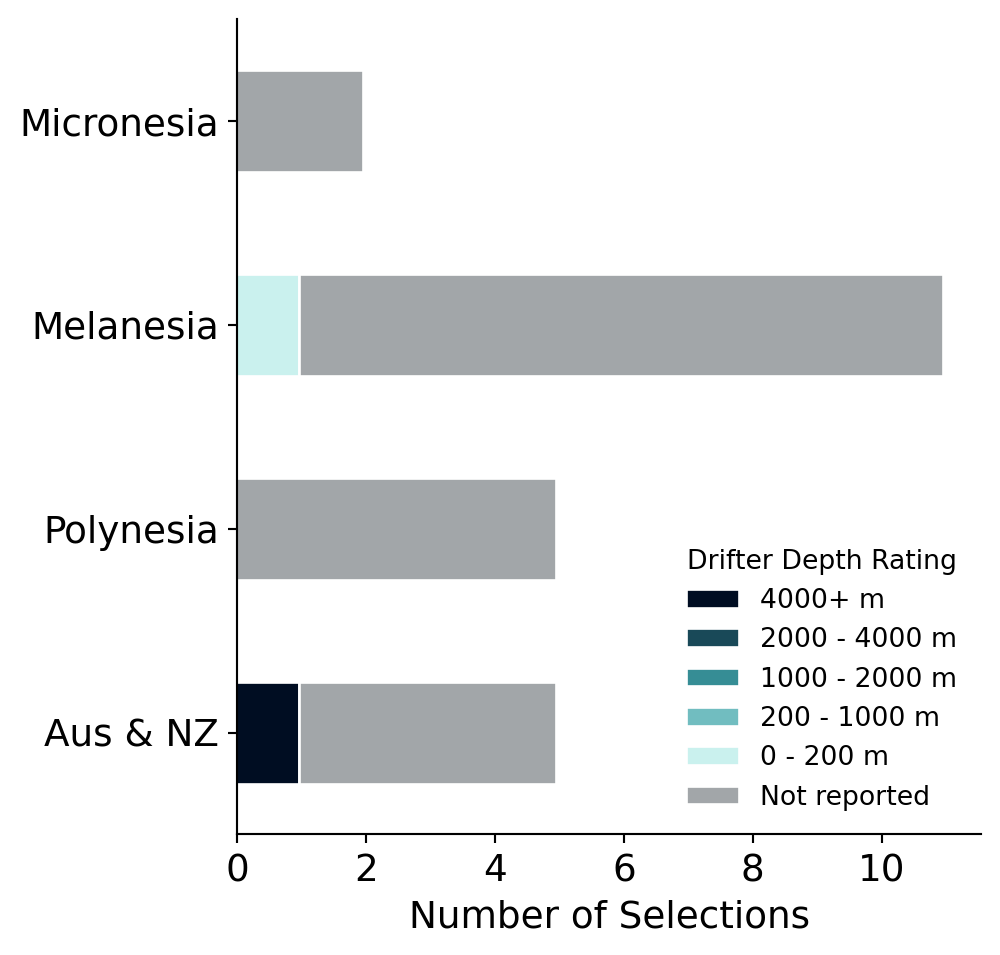 Micronesia
Melanesia
Polynesia
Aus & NZ
Drifter Depth Rating
4000+ m
2000 - 4000 m
1000 - 2000 m
200 - 1000 m
0 - 200 m
Not reported
0 2 4 6 8 10
Number of Selections